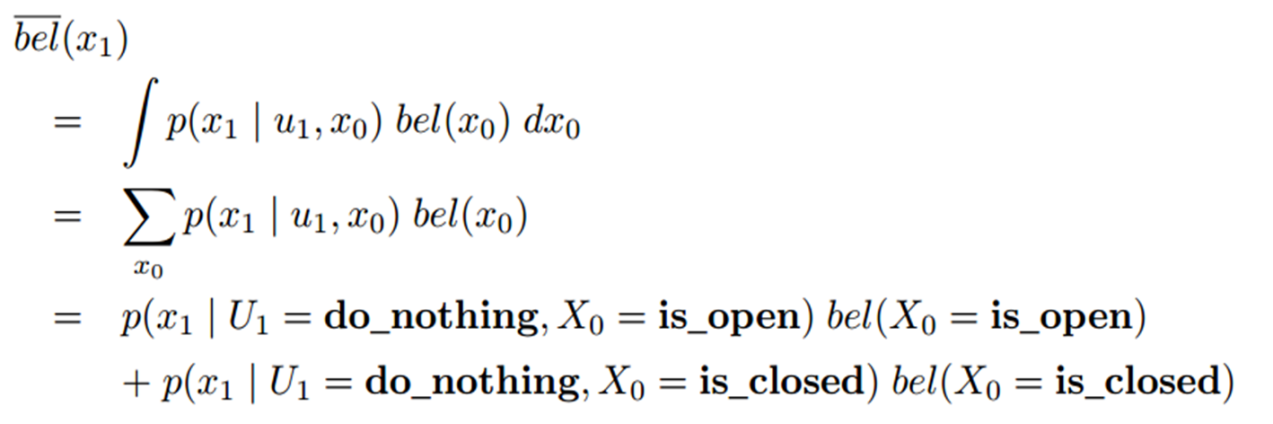 $\overline{bel}(x_1)$
$= \int p(x_1 \mid u_1, x_0) \, bel(x_0) \, dx_0$
$= \sum_{x_0} p(x_1 \mid u_1, x_0) \, bel(x_0)$
$= p(x_1 \mid U_1 = \textbf{do\_nothing}, X_0 = \textbf{is\_open}) \, bel(X_0 = \textbf{is\_open})$
$+ \, p(x_1 \mid U_1 = \textbf{do\_nothing}, X_0 = \textbf{is\_closed}) \, bel(X_0 = \textbf{is\_closed})$